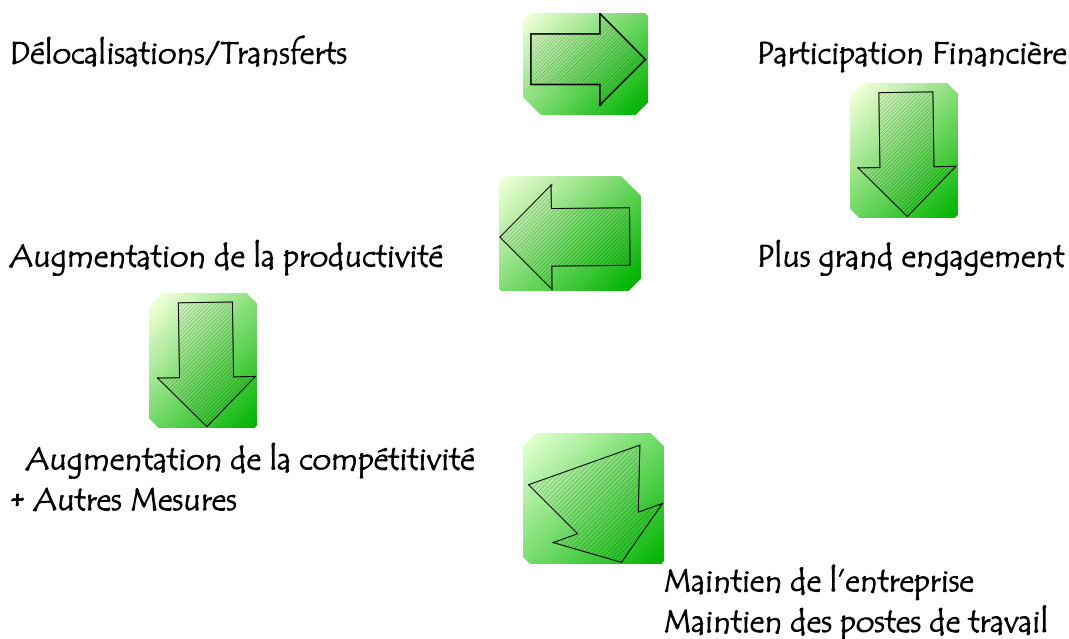 Délocalisations/Transferts
Participation Financière
Augmentation de la productivité
Plus grand engagement
Augmentation de la compétitivité
+ Autres Mesures
Maintien de l'entreprise
Maintien des postes de travail